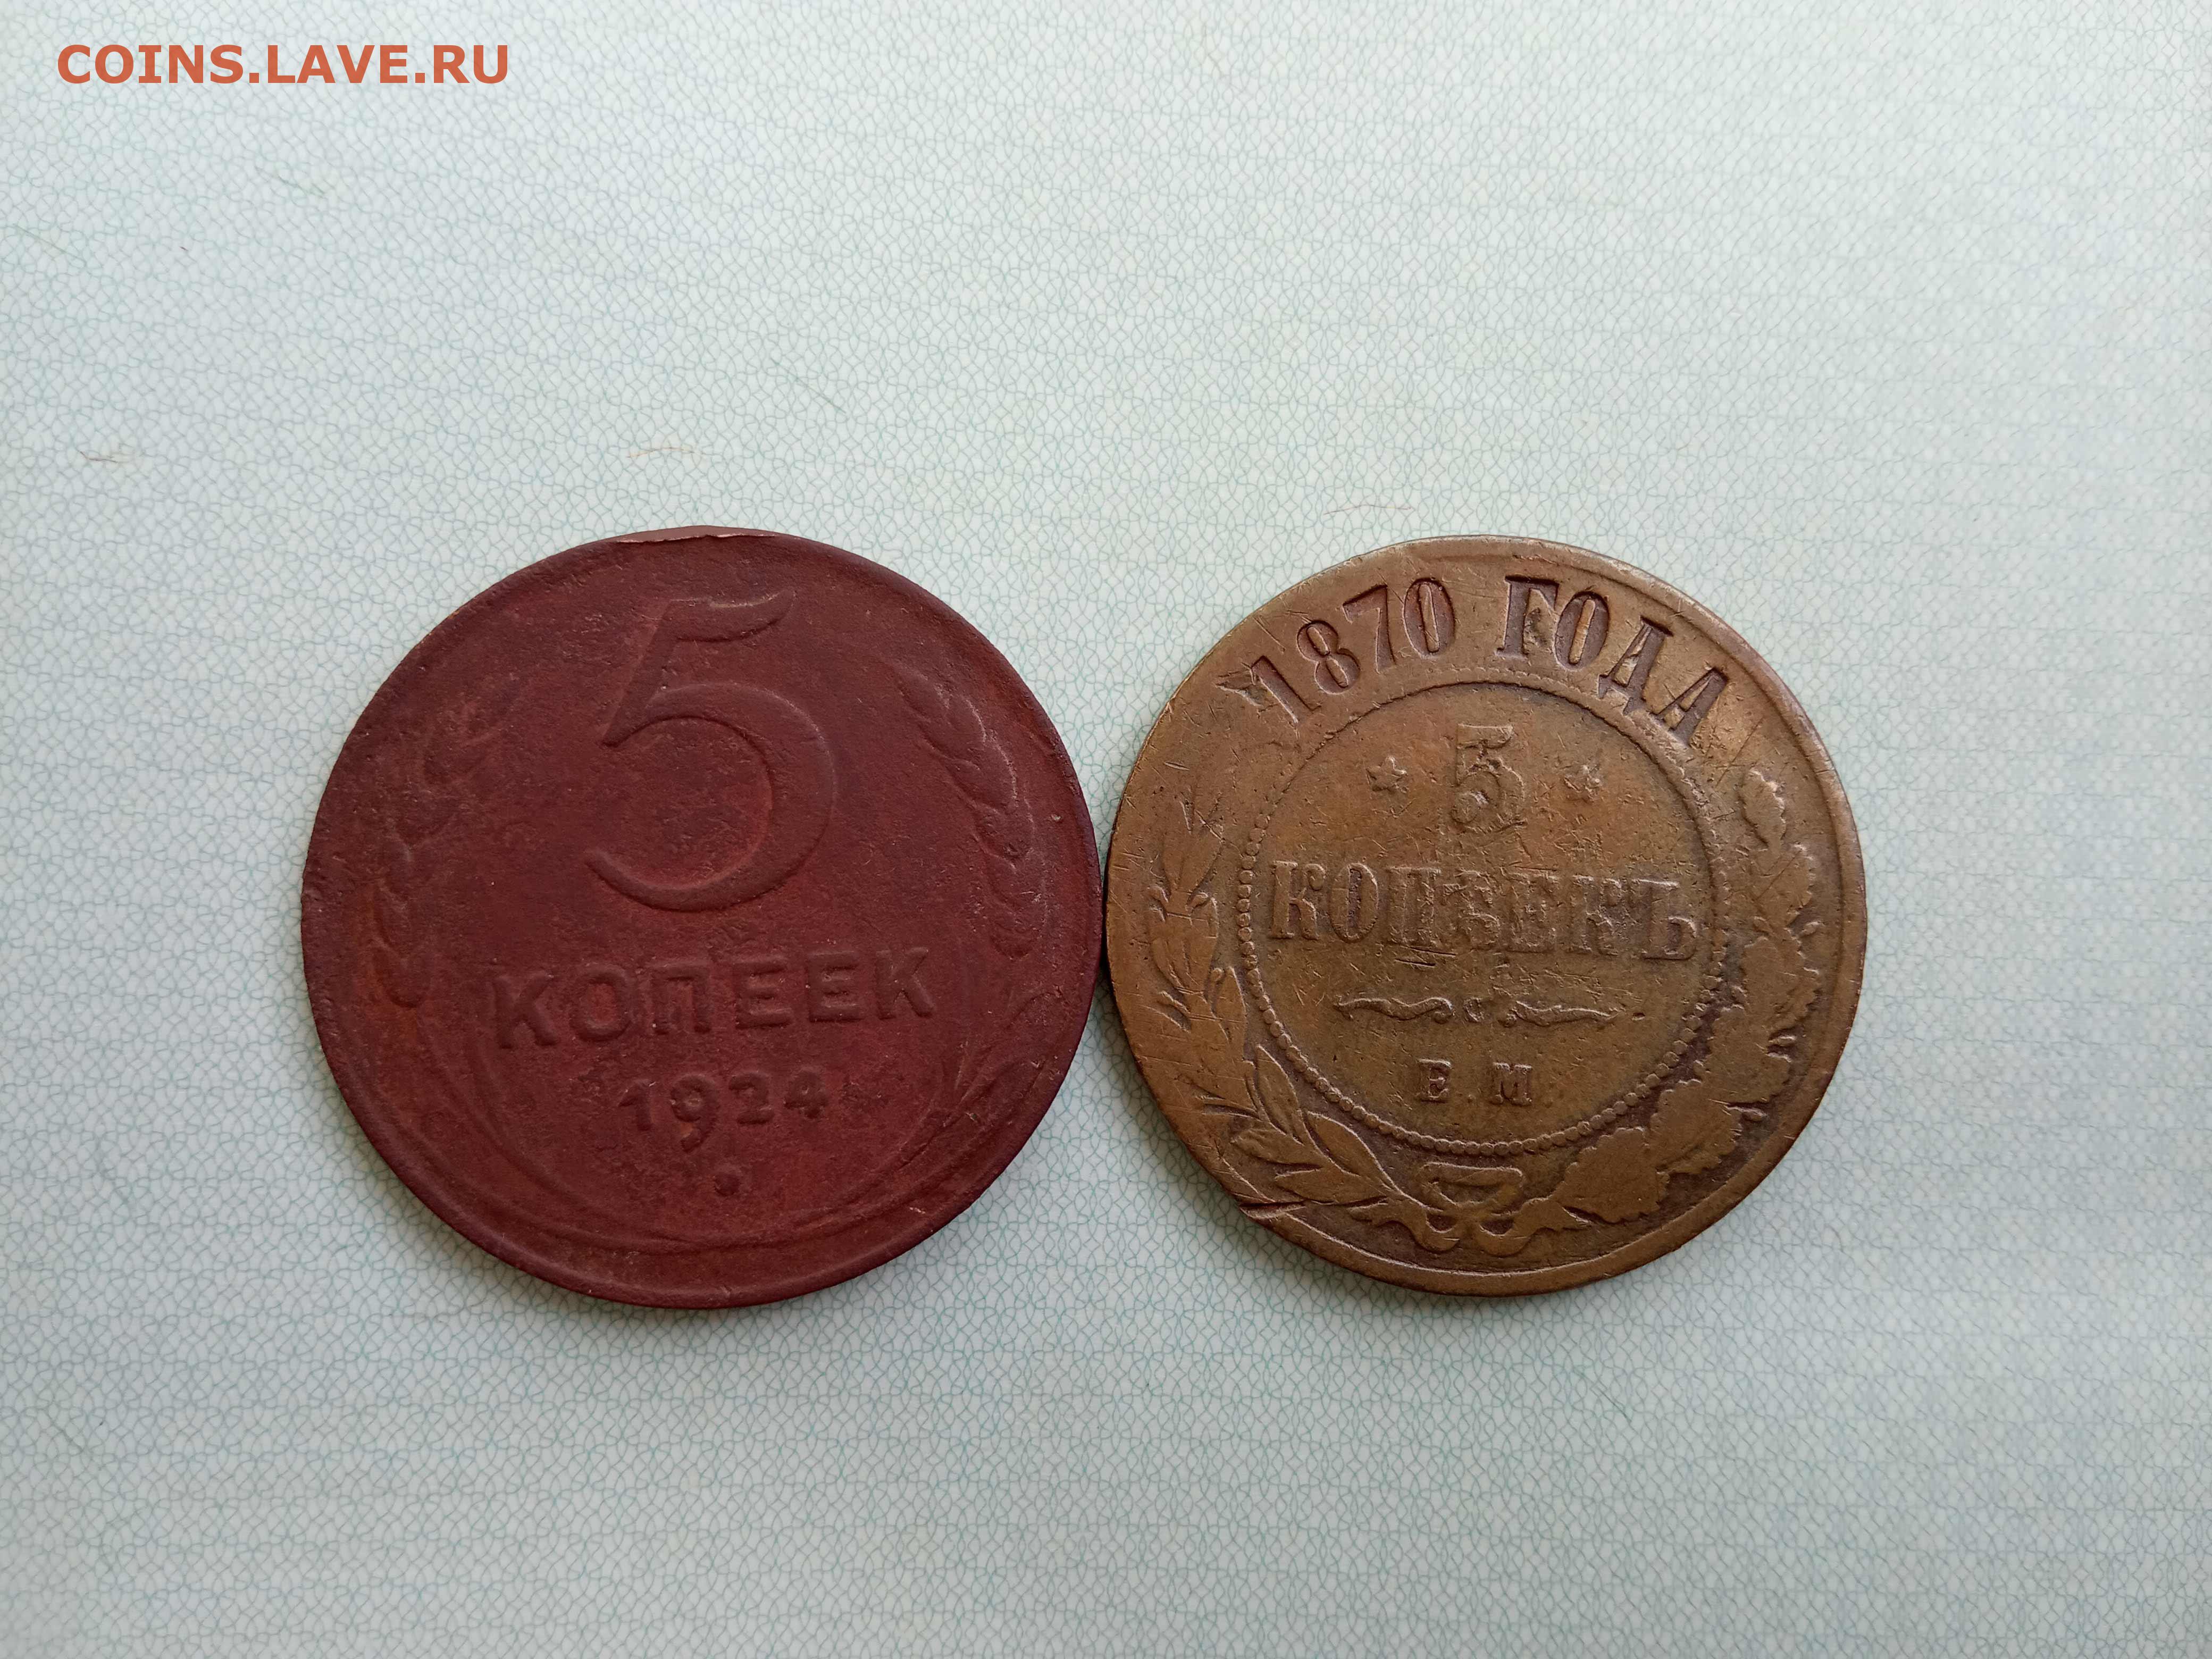 COINS.LAVE.RU
5
КОПЕЕК
1924
1870 ГОДА
5
КОПѢЕКЪ
Е.М